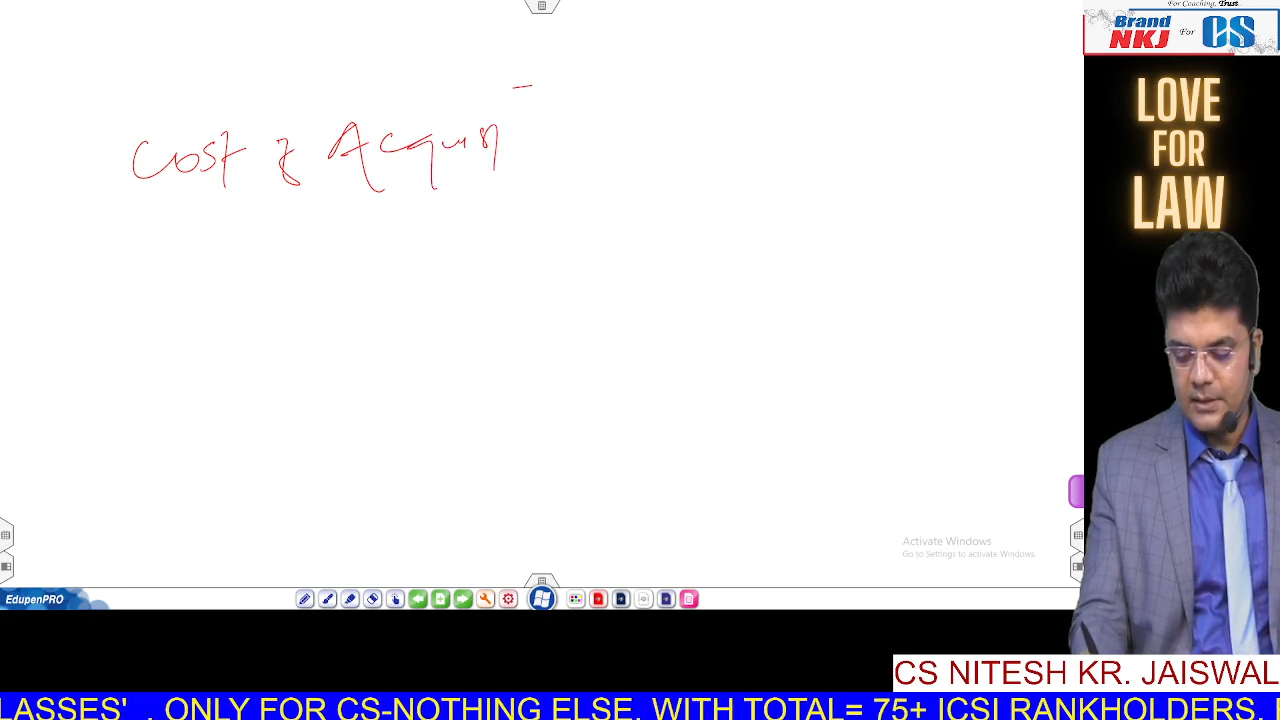 For Coaching, Trust
Brand
NKJ
For
CS
LOVE
FOR
LAW
Cost of Acquisn
Activate Windows
Go to Settings to activate Windows.
EdupenPRO
CS NITESH KR. JAISWAL
LASSES' , ONLY FOR CS-NOTHING ELSE, WITH TOTAL= 75+ ICSI RANKHOLDERS.